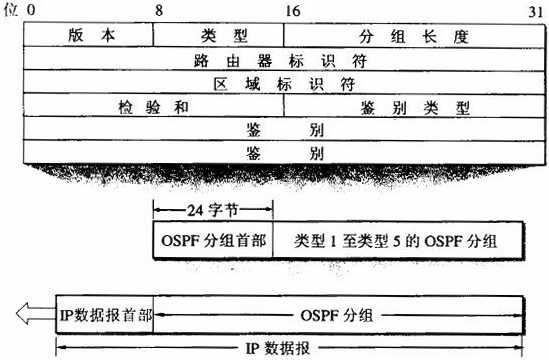 位 0 8 16 31
版本 类型 分组长度
路由器标识符
区域标识符
检验和 鉴别类型
鉴别
鉴别
24 字节
OSPF 分组首部 类型 1 至类型 5 的 OSPF 分组
IP数据报首部 OSPF 分组
IP 数据报